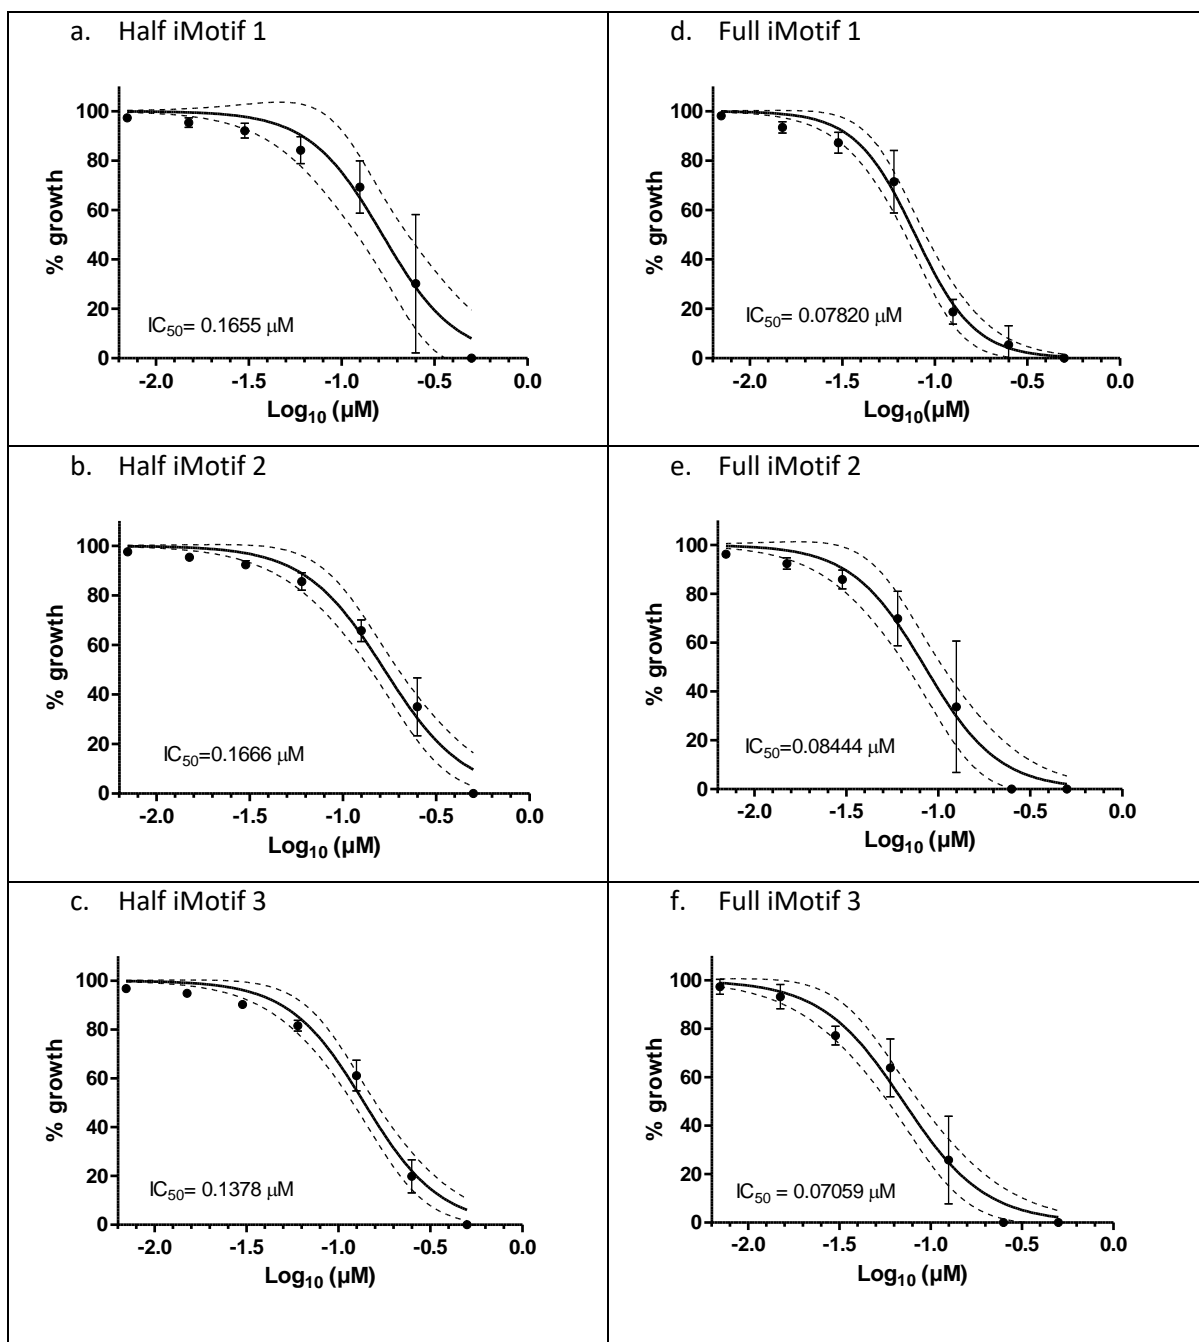 a. Half iMotif 1
% growth
100
80
60
40
20
0
IC50= 0.1655 μM
-2.0 -1.5 -1.0 -0.5 0.0
Log10 (μM)
d. Full iMotif 1
% growth
100
80
60
40
20
0
IC50= 0.07820 μM
-2.0 -1.5 -1.0 -0.5 0.0
Log10(μM)
b. Half iMotif 2
% growth
100
80
60
40
20
0
IC50=0.1666 μM
-2.0 -1.5 -1.0 -0.5 0.0
Log10 (μM)
e. Full iMotif 2
% growth
100
80
60
40
20
0
IC50=0.08444 μM
-2.0 -1.5 -1.0 -0.5 0.0
Log10 (μM)
c. Half iMotif 3
% growth
100
80
60
40
20
0
IC50= 0.1378 μM
-2.0 -1.5 -1.0 -0.5 0.0
Log10 (μM)
f. Full iMotif 3
% growth
100
80
60
40
20
0
IC50 = 0.07059 μM
-2.0 -1.5 -1.0 -0.5 0.0
Log10 (μM)